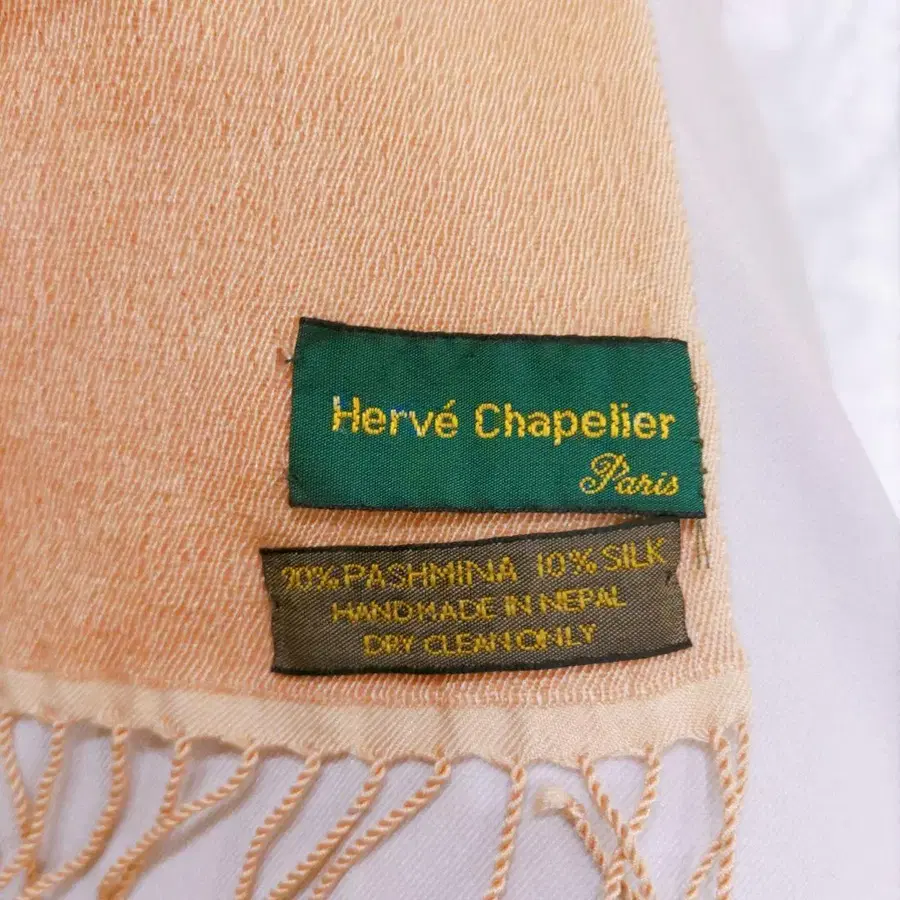 Hervé Chapelier
Paris
90% PASHMINA 10% SILK
HANDMADE IN NEPAL
DRY CLEAN ONLY